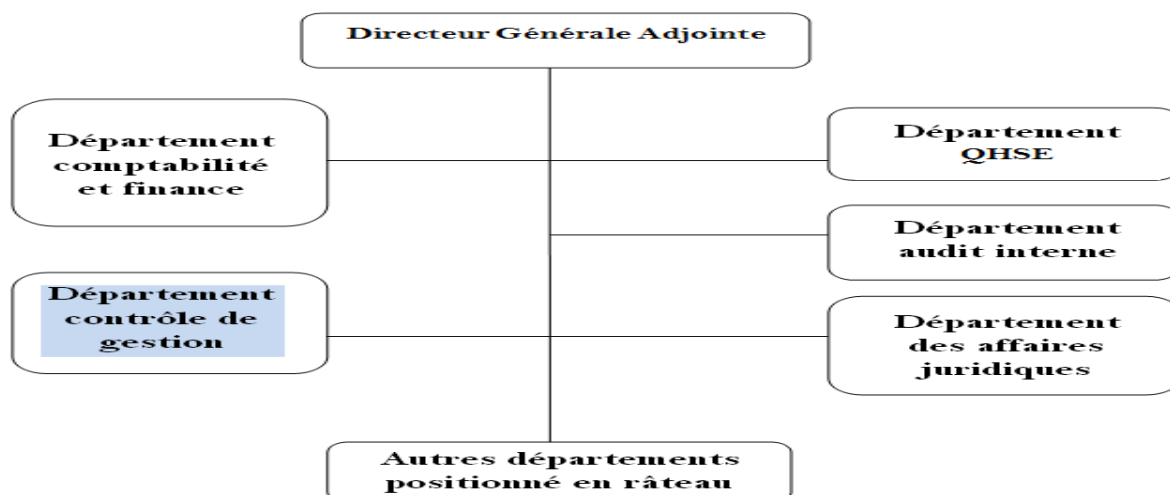 Directeur Générale Adjointe
Département
comptabilité
et finance
Département
QHSE
Département
audit interne
Département
contrôle de
gestion
Département
des affaires
juridiques
Autres départements
positionné en râteau